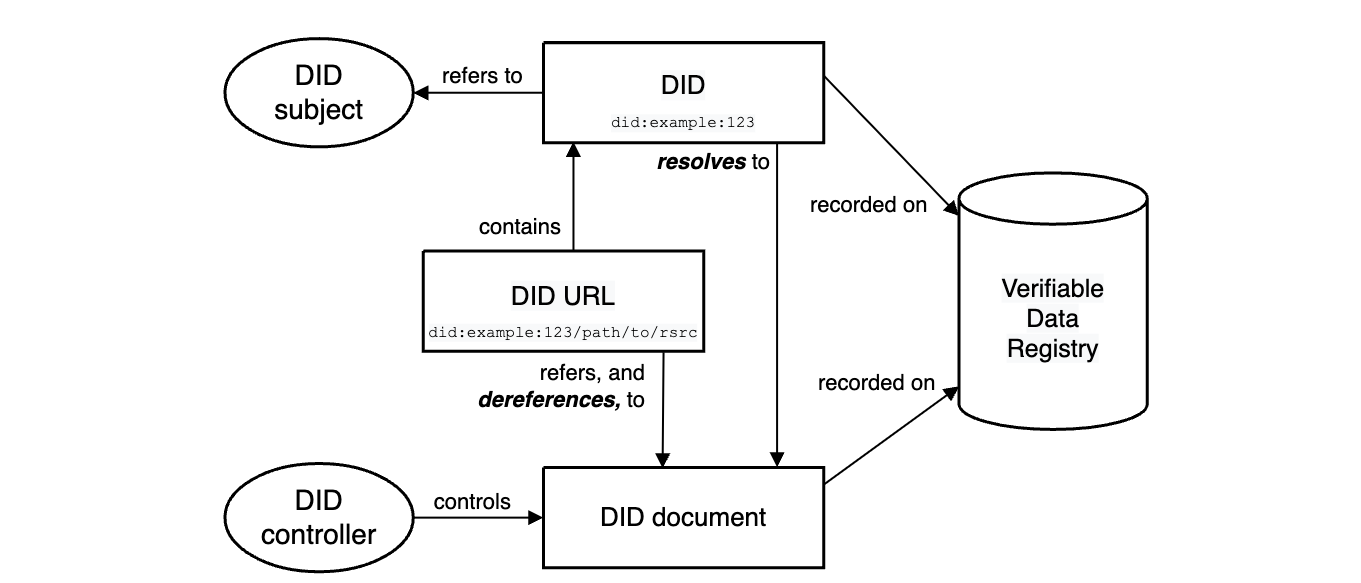 DID
subject
refers to
DID
did:example:123
resolves to
recorded on
contains
DID URL
did:example:123/path/to/rsrc
Verifiable
Data
Registry
refers, and
dereferences, to
recorded on
DID
controller
controls
DID document